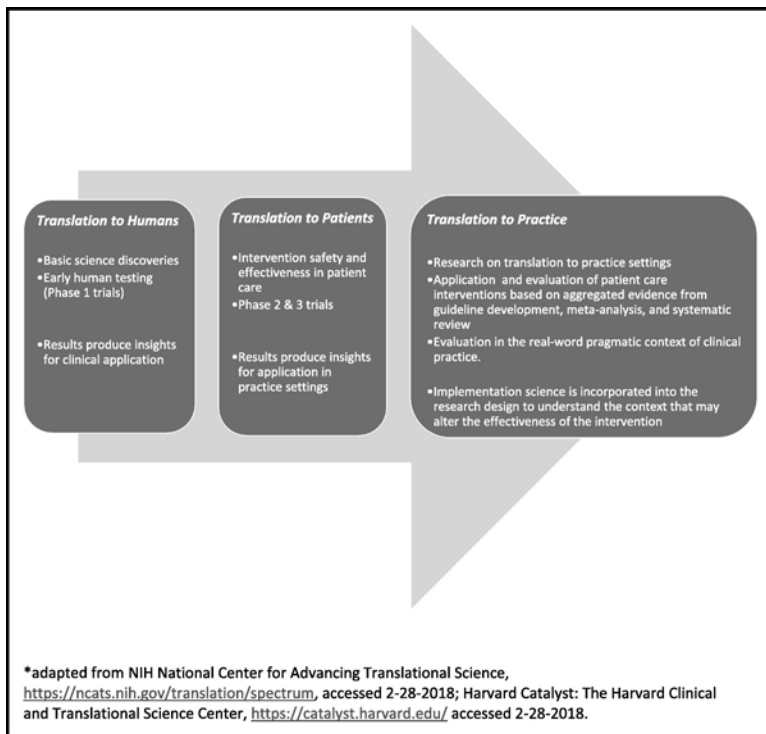 Translation to Humans
•Basic science discoveries
•Early human testing
(Phase 1 trials)
•Results produce insights
for clinical application
Translation to Patients
•Intervention safety and
effectiveness in patient
care
•Phase 2 & 3 trials
•Results produce insights
for application in
practice settings
Translation to Practice
•Research on translation to practice settings
•Application and evaluation of patient care
interventions based on aggregated evidence from
guideline development, meta-analysis, and systematic
review
•Evaluation in the real-word pragmatic context of clinical
practice.
•Implementation science is incorporated into the
research design to understand the context that may
alter the effectiveness of the intervention
*adapted from NIH National Center for Advancing Translational Science,
https://ncats.nih.gov/translation/spectrum, accessed 2-28-2018; Harvard Catalyst: The Harvard Clinical
and Translational Science Center, https://catalyst.harvard.edu/ accessed 2-28-2018.